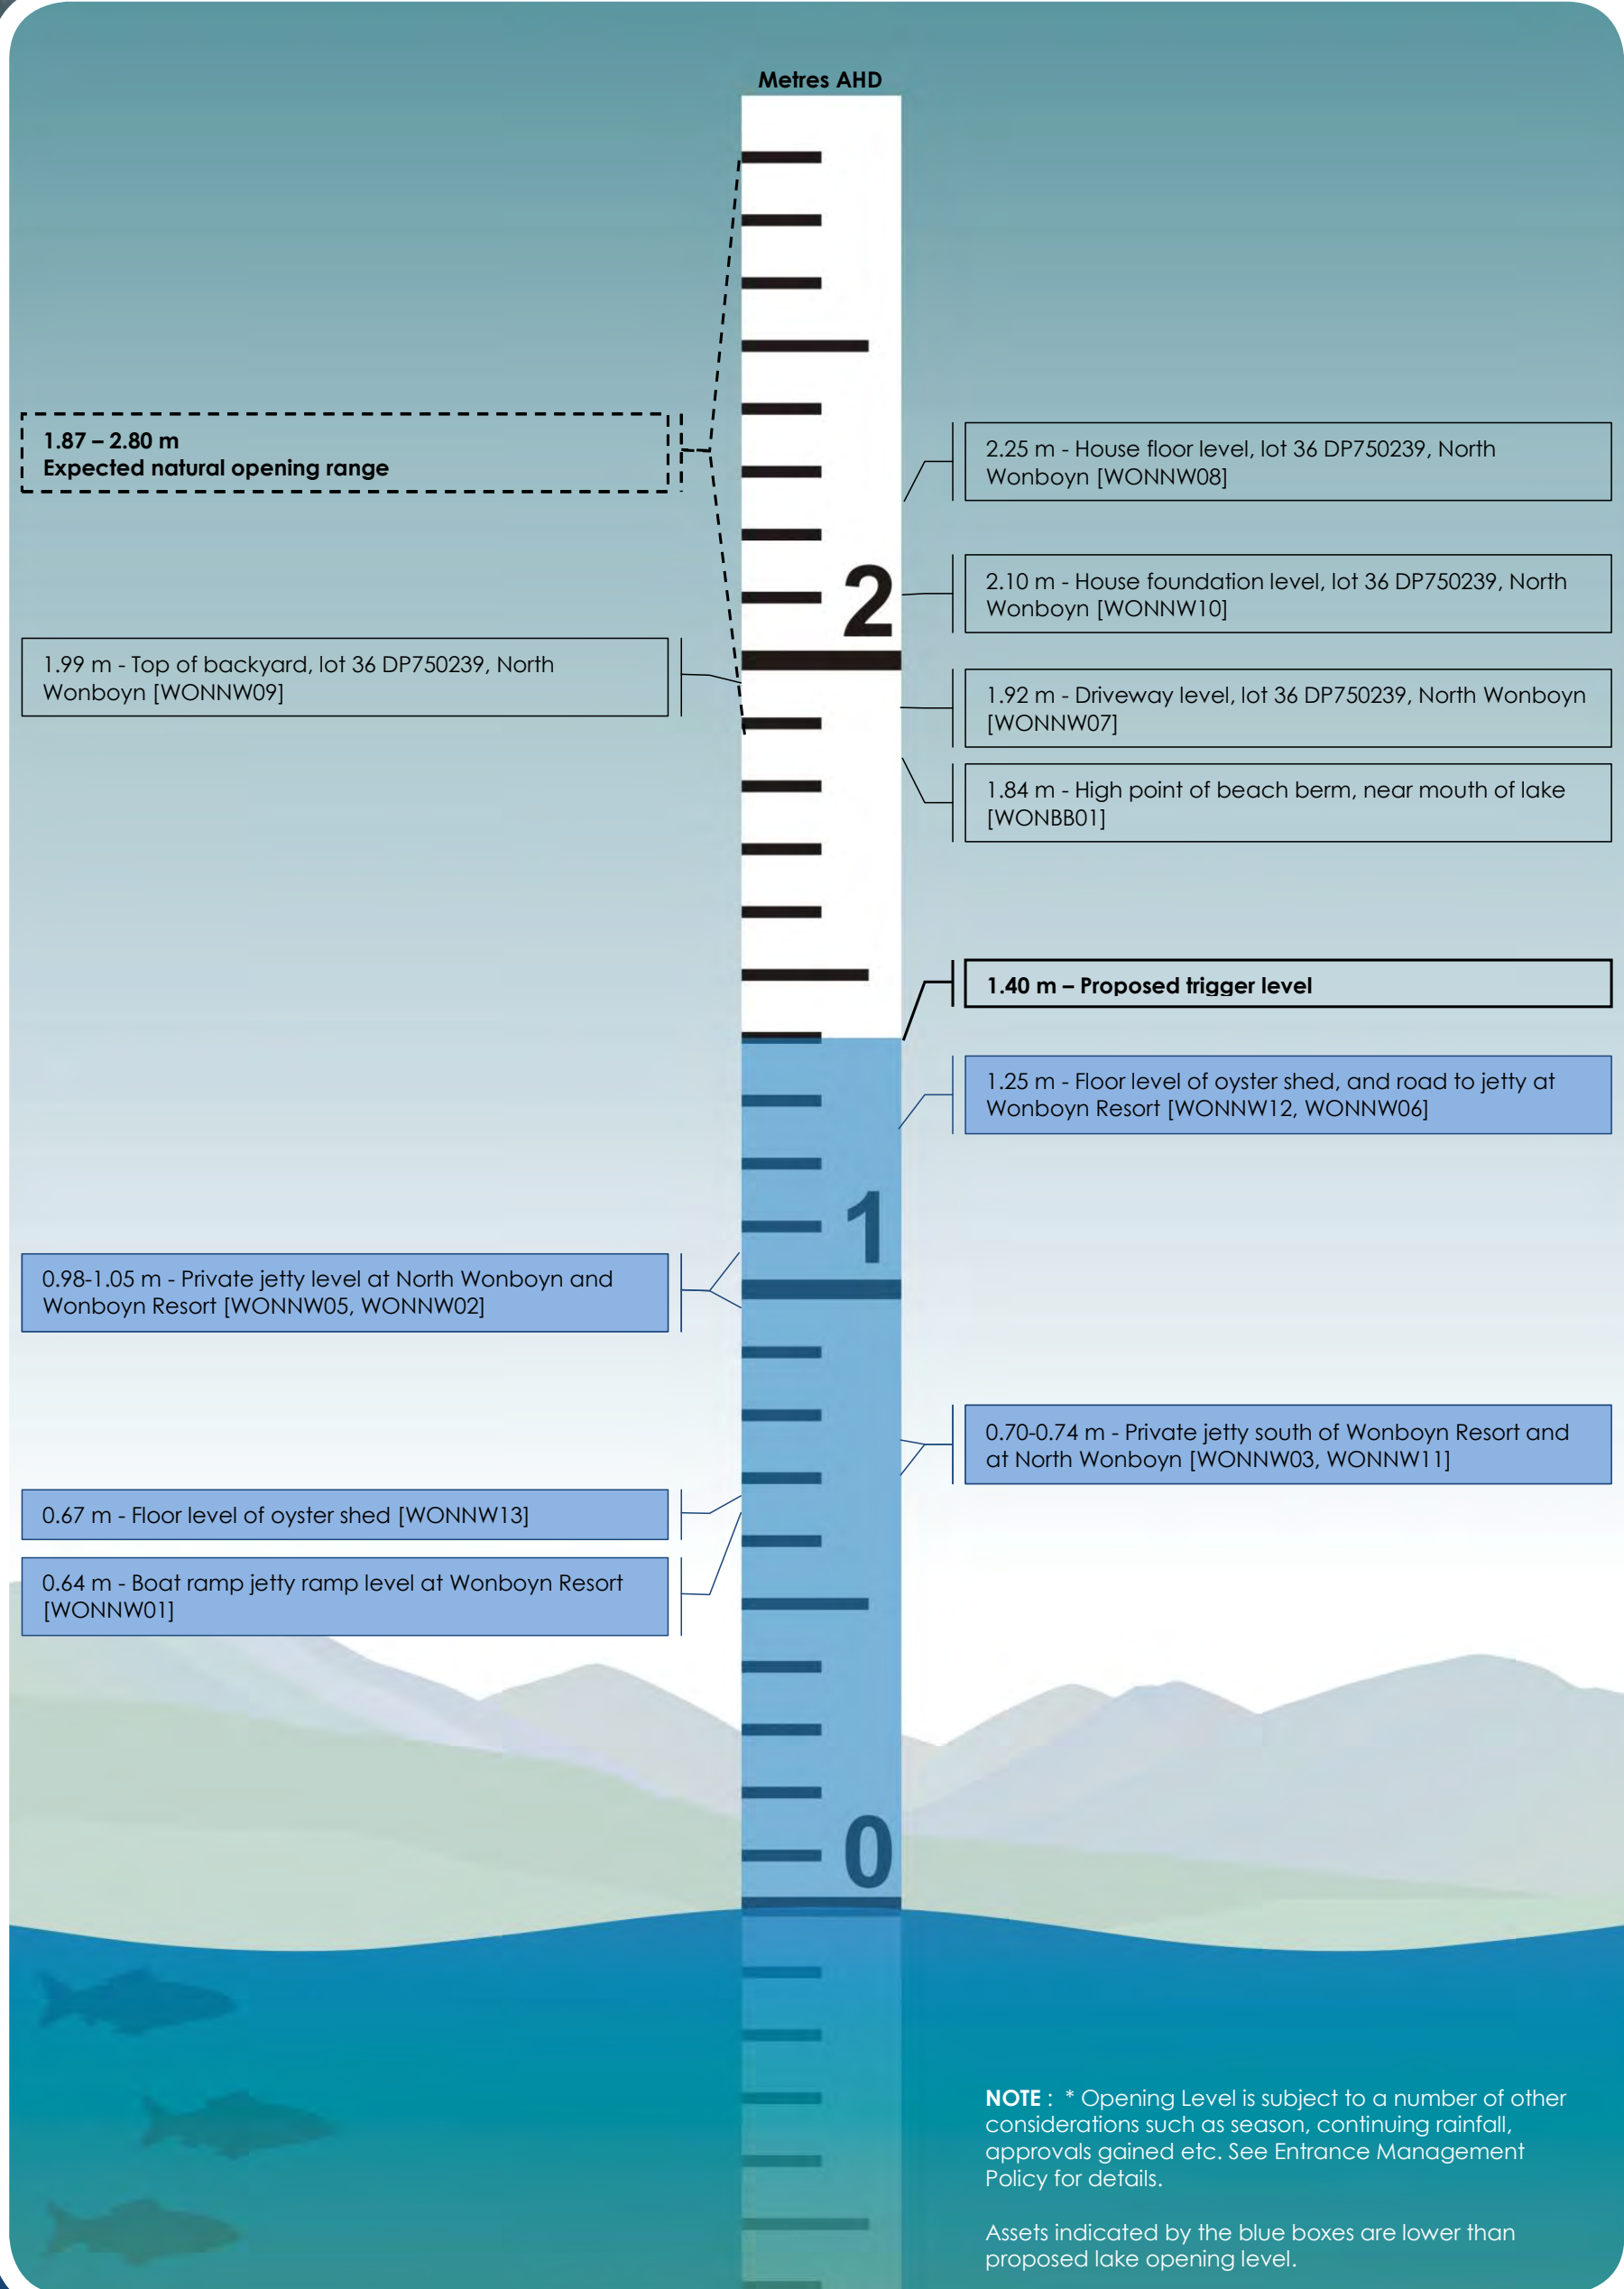 Metres AHD
1.87 – 2.80 m
Expected natural opening range
2.25 m - House floor level, lot 36 DP750239, North
Wonboyn [WONNW08]
2
2.10 m - House foundation level, lot 36 DP750239, North
Wonboyn [WONNW10]
1.99 m - Top of backyard, lot 36 DP750239, North
Wonboyn [WONNW09]
1.92 m - Driveway level, lot 36 DP750239, North Wonboyn
[WONNW07]
1.84 m - High point of beach berm, near mouth of lake
[WONBB01]
1.40 m – Proposed trigger level
1.25 m - Floor level of oyster shed, and road to jetty at
Wonboyn Resort [WONNW12, WONNW06]
1
0.98-1.05 m - Private jetty level at North Wonboyn and
Wonboyn Resort [WONNW05, WONNW02]
0.70-0.74 m - Private jetty south of Wonboyn Resort and
at North Wonboyn [WONNW03, WONNW11]
0.67 m - Floor level of oyster shed [WONNW13]
0.64 m - Boat ramp jetty ramp level at Wonboyn Resort
[WONNW01]
0
NOTE : * Opening Level is subject to a number of other
considerations such as season, continuing rainfall,
approvals gained etc. See Entrance Management
Policy for details.
Assets indicated by the blue boxes are lower than
proposed lake opening level.